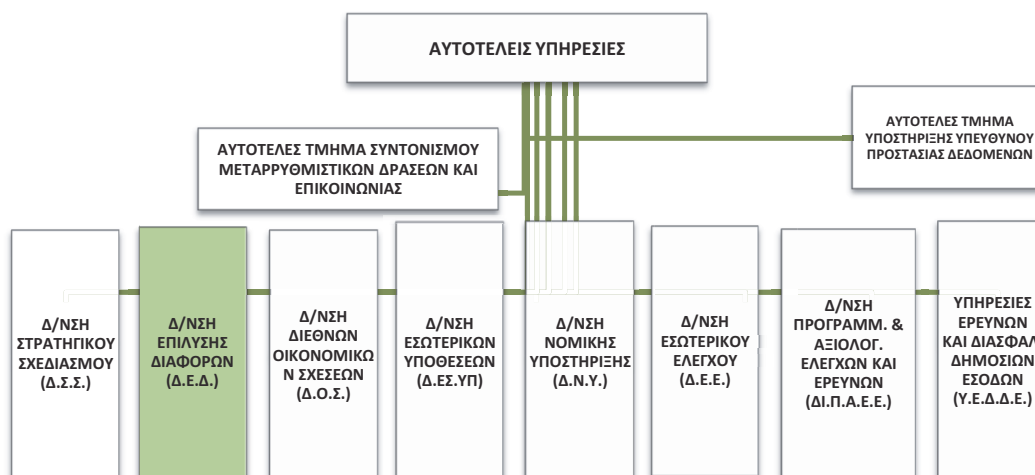 ΑΥΤΟΤΕΛΕΙΣ ΥΠΗΡΕΣΙΕΣ
ΑΥΤΟΤΕΛΕΣ ΤΜΗΜΑ
ΥΠΟΣΤΗΡΙΞΗΣ ΥΠΕΥΘΥΝΟΥ
ΠΡΟΣΤΑΣΙΑΣ ΔΕΔΟΜΕΝΩΝ
ΑΥΤΟΤΕΛΕΣ ΤΜΗΜΑ ΣΥΝΤΟΝΙΣΜΟΥ
ΜΕΤΑΡΡΥΘΜΙΣΤΙΚΩΝ ΔΡΑΣΕΩΝ ΚΑΙ
ΕΠΙΚΟΙΝΩΝΙΑΣ
Δ/ΝΣΗ
ΣΤΡΑΤΗΓΙΚΟΥ
ΣΧΕΔΙΑΣΜΟΥ
(Δ.Σ.Σ.)
Δ/ΝΣΗ
ΕΠΙΛΥΣΗΣ
ΔΙΑΦΟΡΩΝ
(Δ.Ε.Δ.)
Δ/ΝΣΗ
ΔΙΕΘΝΩΝ
ΟΙΚΟΝΟΜΙΚΩ
Ν ΣΧΕΣΕΩΝ
(Δ.Ο.Σ.)
Δ/ΝΣΗ
ΕΣΩΤΕΡΙΚΩΝ
ΥΠΟΘΕΣΕΩΝ
(Δ.ΕΣ.ΥΠ)
Δ/ΝΣΗ
ΝΟΜΙΚΗΣ
ΥΠΟΣΤΗΡΙΞΗΣ
(Δ.Ν.Υ.)
Δ/ΝΣΗ
ΕΣΩΤΕΡΙΚΟΥ
ΕΛΕΓΧΟΥ
(Δ.Ε.Ε.)
Δ/ΝΣΗ
ΠΡΟΓΡΑΜΜ. &
ΑΞΙΟΛΟΓ.
ΕΛΕΓΧΩΝ ΚΑΙ
ΕΡΕΥΝΩΝ
(ΔΙ.Π.Α.Ε.Ε.)
ΥΠΗΡΕΣΙΕΣ
ΕΡΕΥΝΩΝ
ΚΑΙ ΔΙΑΣΦΑΛ
ΔΗΜΟΣΙΩΝ
ΕΣΟΔΩΝ
(Υ.Ε.Δ.Δ.Ε.)